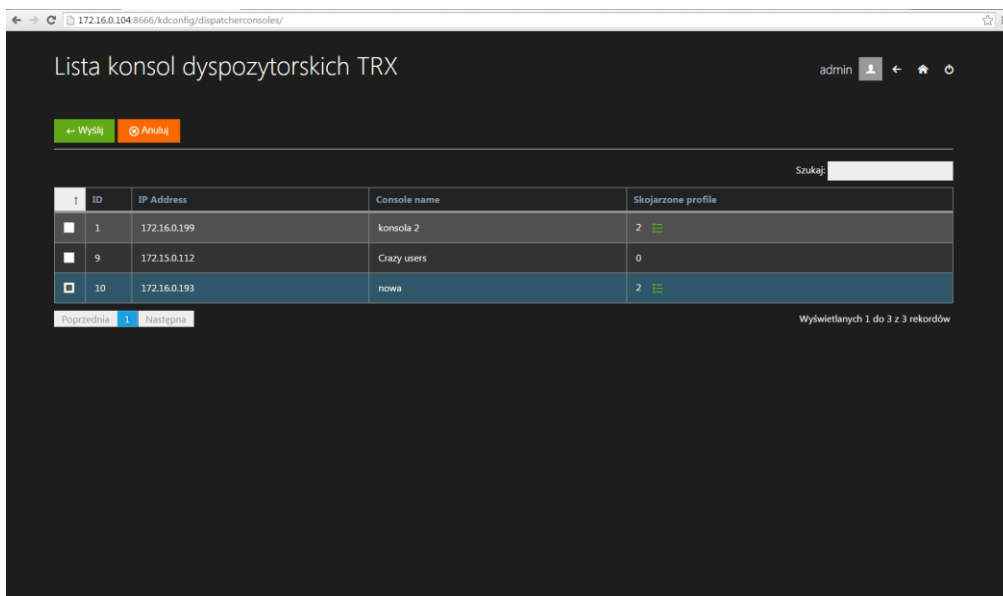 172.16.0.104:8666/kdconfig/dispatcherconsoles/
Lista konsol dyspozytorskich TRX
admin
Wyślij
Anuluj
Szukaj:
ID IP Address Console name Skojarzone profile
1 172.16.0.199 konsola 2 2
9 172.15.0.112 Crazy users 0
10 172.16.0.193 nowa 2
Poprzednia 1 Następna
Wyświetlanych 1 do 3 z 3 rekordów